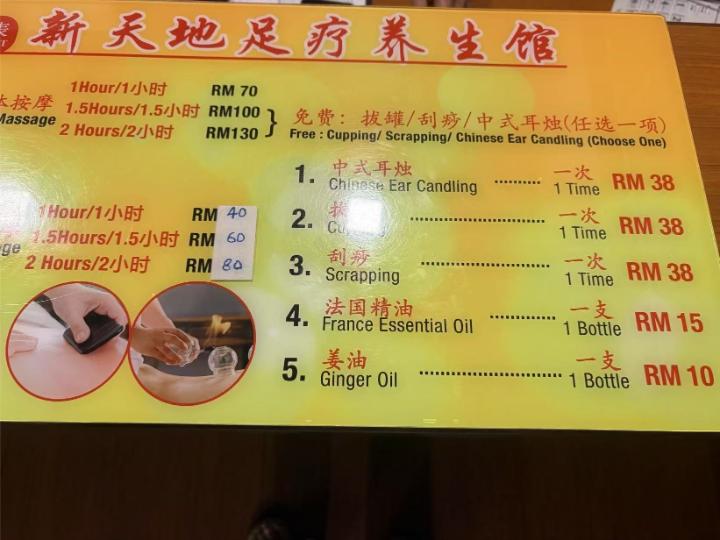 新天地足疗养生馆
按摩 1Hour/1小时 RM 70
Massage 1.5Hours/1.5小时 RM100
2 Hours/2小时 RM130
免费: 拔罐/刮痧/中式耳烛(任选一项)
Free : Cupping/ Scrapping/ Chinese Ear Candling (Choose One)
1. 中式耳烛 一次 RM 38
Chinese Ear Candling 1 Time
2. 拔 一次 RM 38
1 Time
3. 刮痧 一次 RM 38
Scrapping 1 Time
4. 法国精油 一支 RM 15
France Essential Oil 1 Bottle
5. 姜油 一支 RM 10
Ginger Oil 1 Bottle
1Hour/1小时 RM 40
1.5Hours/1.5小时 RM 60
2 Hours/2小时 RM 80